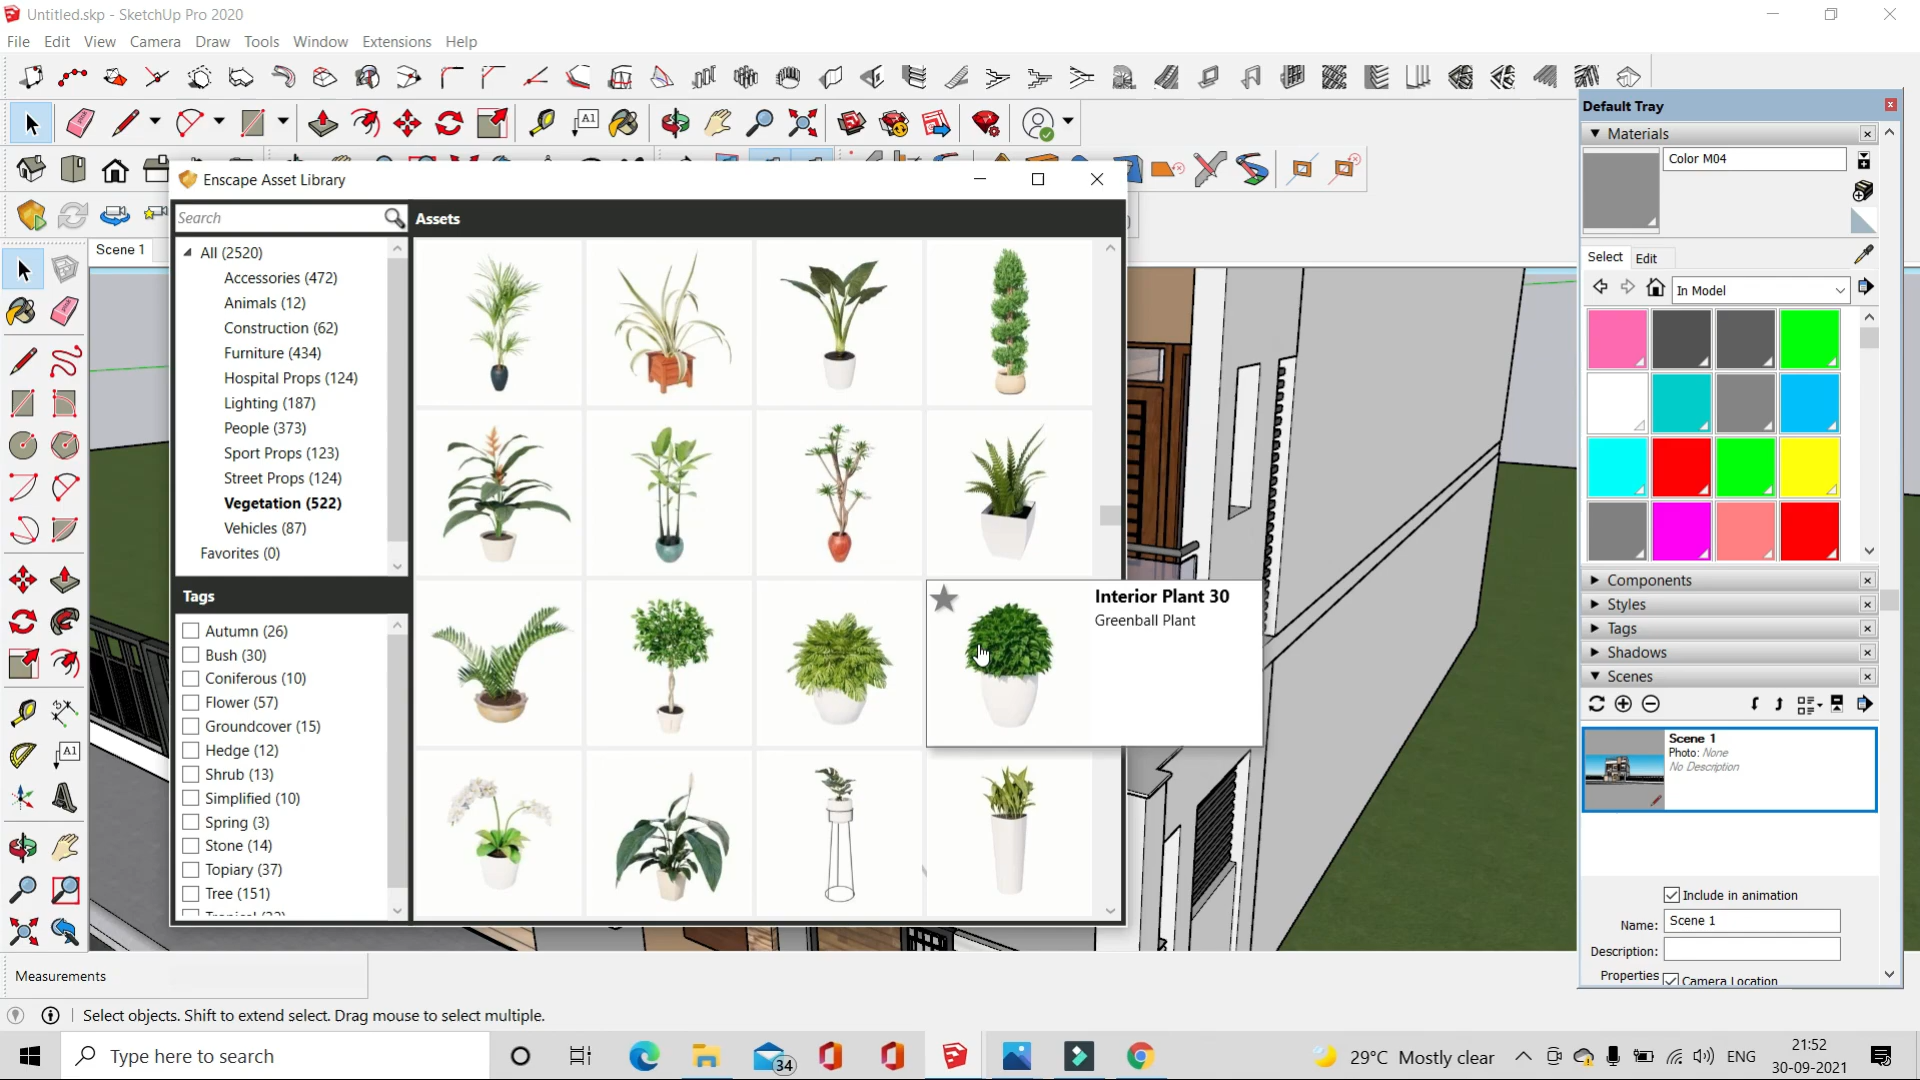 Untitled.skp - SketchUp Pro 2020
File Edit View Camera Draw Tools Window Extensions Help
A1
Scene 1
Enscape Asset Library
Search
Assets
All (2520)
Accessories (472)
Animals (12)
Construction (62)
Furniture (434)
Hospital Props (124)
Lighting (187)
People (373)
Sport Props (123)
Street Props (124)
Vegetation (522)
Vehicles (87)
Favorites (0)
Tags
Autumn (26)
Bush (30)
Coniferous (10)
Flower (57)
Groundcover (15)
Hedge (12)
Shrub (13)
Simplified (10)
Spring (3)
Stone (14)
Topiary (37)
Tree (151)
Interior Plant 30
Greenball Plant
A1
Default Tray
Materials
Color M04
Select Edit
In Model
Components
Styles
Tags
Shadows
Scenes
Scene 1
Photo: None
No Description
Include in animation
Name: Scene 1
Description:
Properties Camera Location
Measurements
Select objects. Shift to extend select. Drag mouse to select multiple.
Type here to search
34
29°C Mostly clear
ENG
21:52
30-09-2021